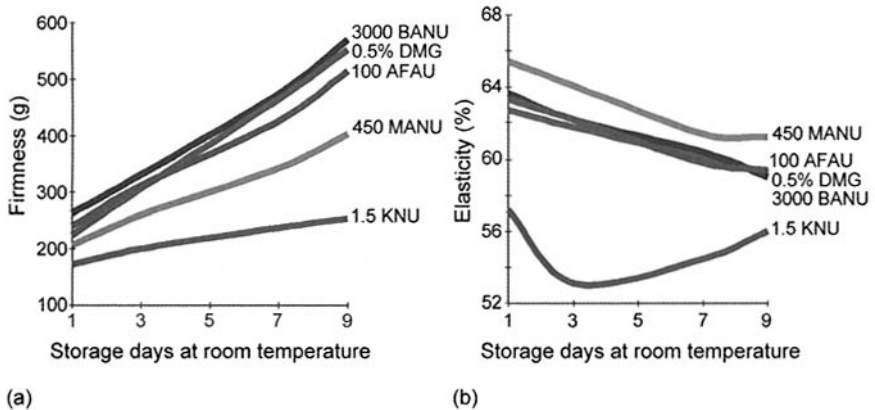 600
500
400
300
200
100
Firmness (g)
3000 BANU
0.5% DMG
100 AFAU
450 MANU
1.5 KNU
1 3 5 7 9
Storage days at room temperature
(a)
68
64
60
56
52
Elasticity (%)
450 MANU
100 AFAU
0.5% DMG
3000 BANU
1.5 KNU
1 3 5 7 9
Storage days at room temperature
(b)